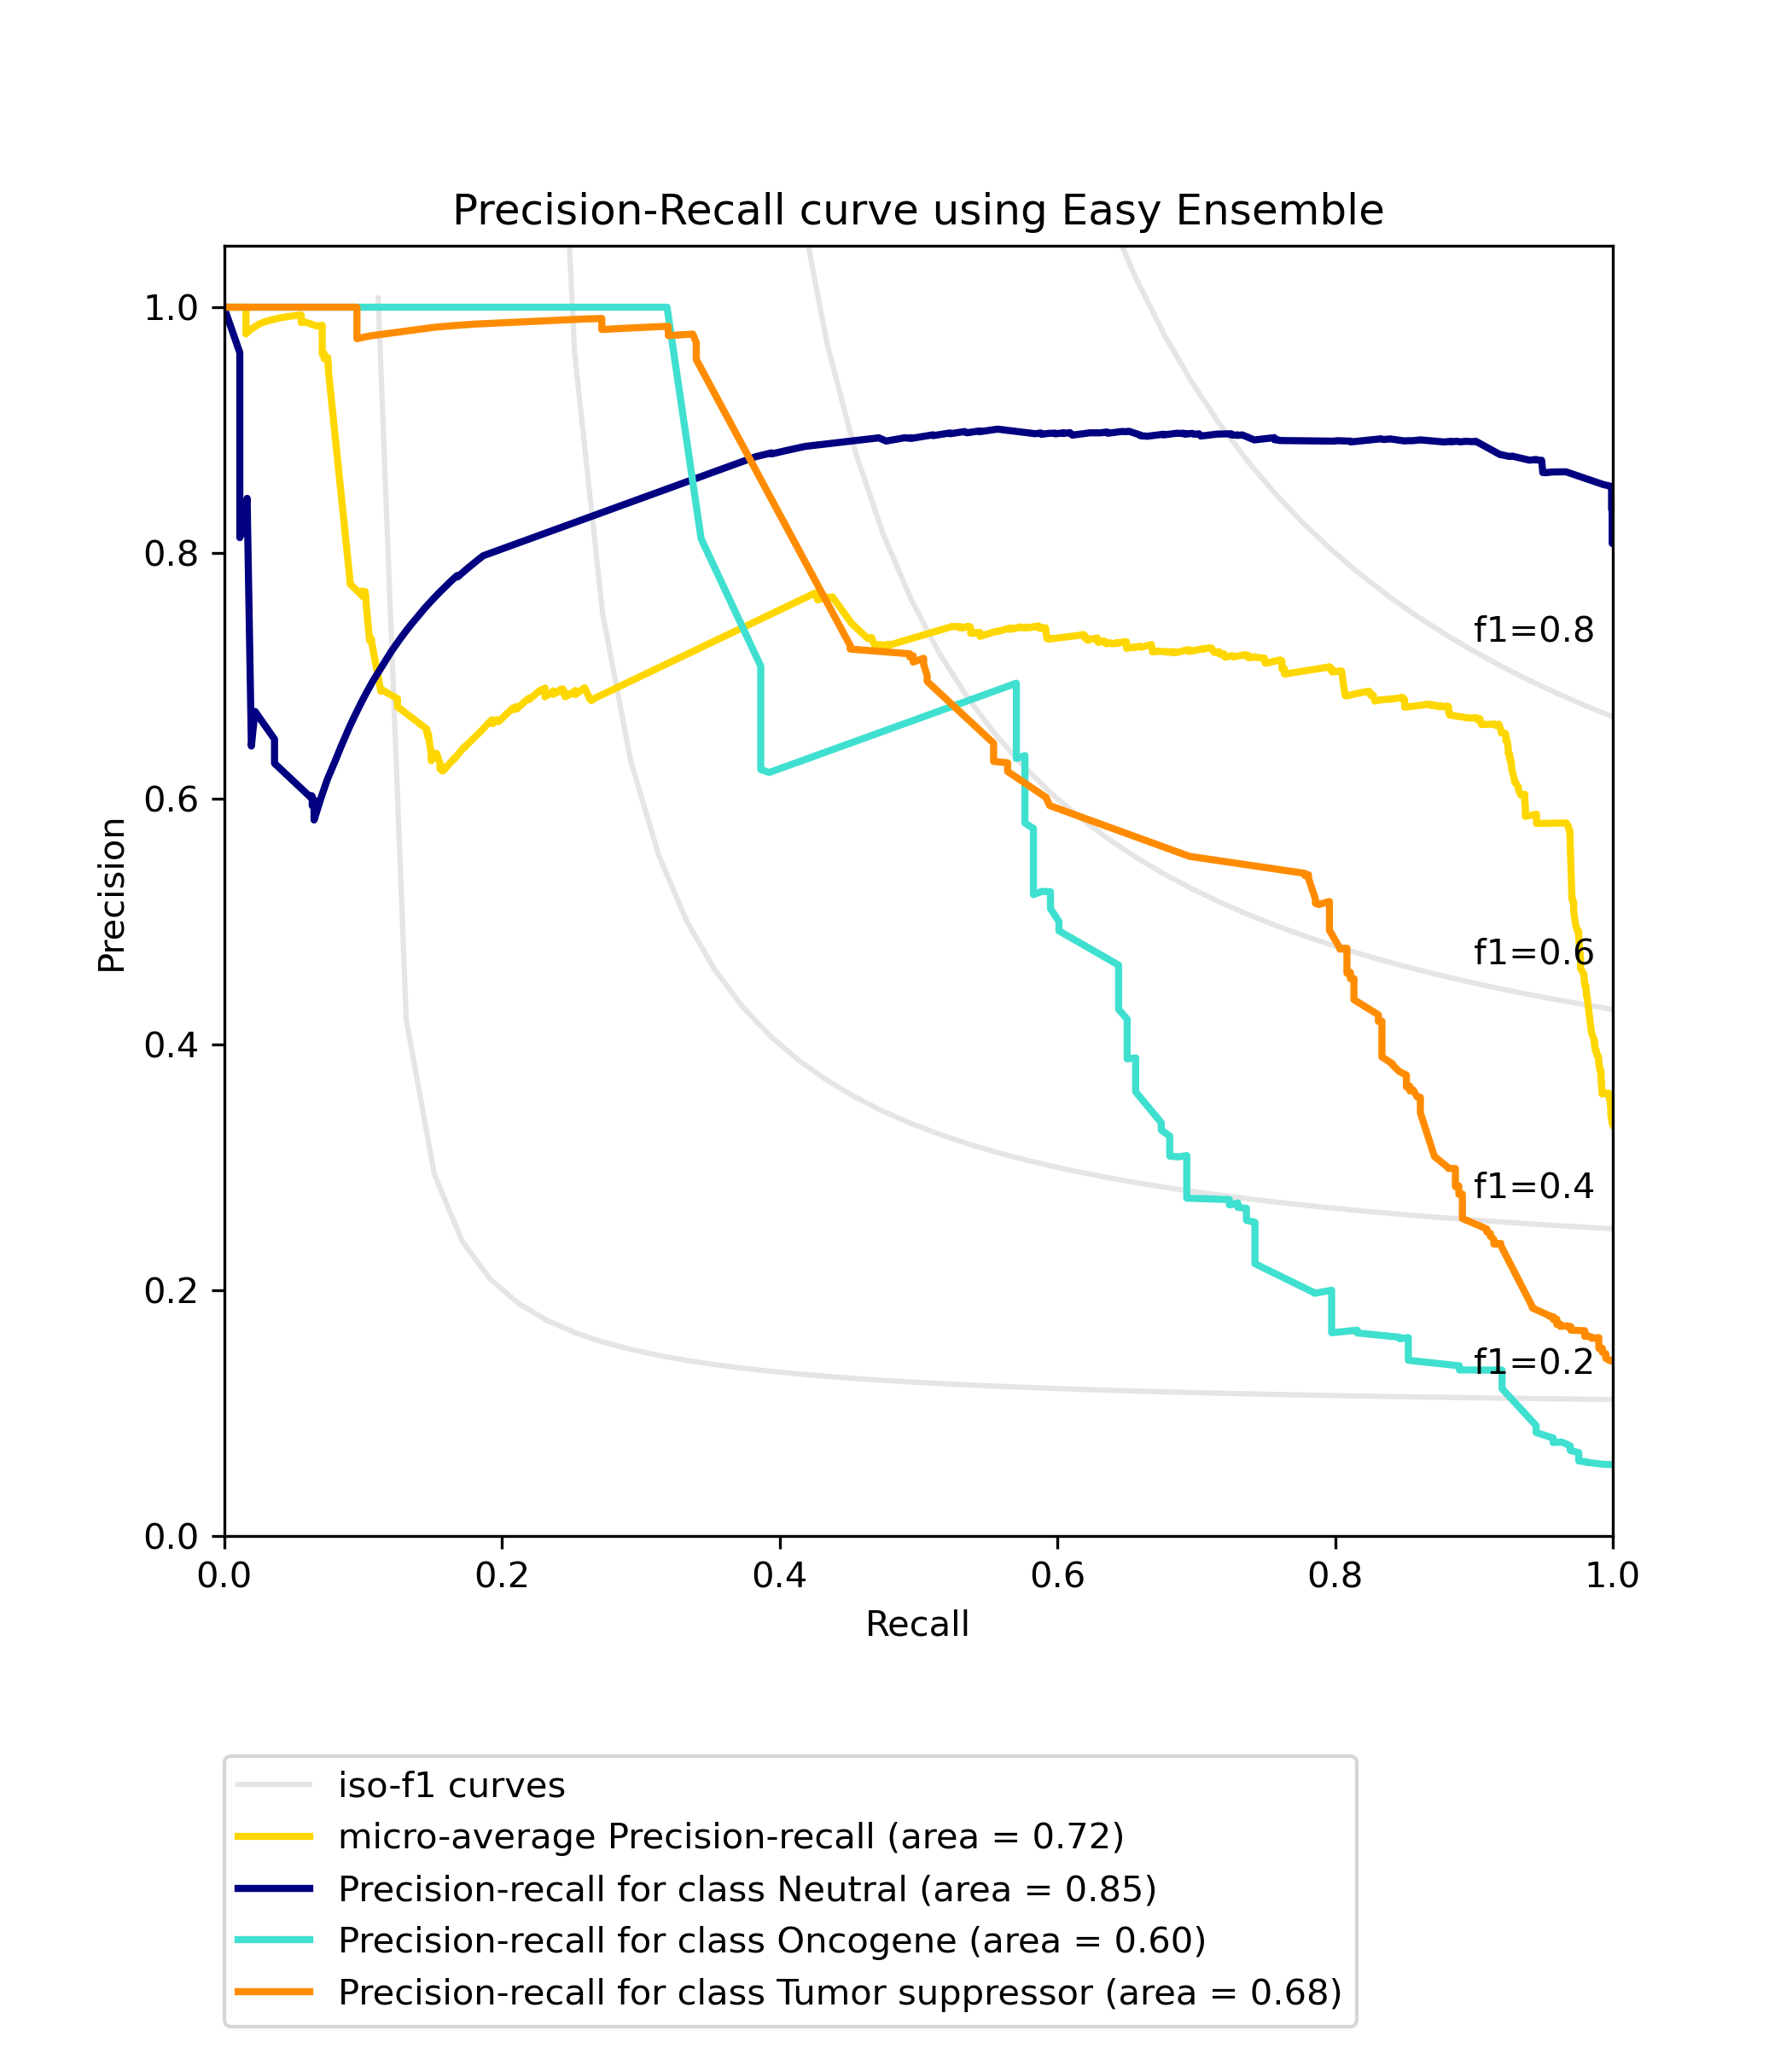 Precision-Recall curve using Easy Ensemble
1.0
0.8
0.6
0.4
0.2
0.0
Precision
f1=0.8
f1=0.6
f1=0.4
f1=0.2
0.0 0.2 0.4 0.6 0.8 1.0
Recall
iso-f1 curves
micro-average Precision-recall (area = 0.72)
Precision-recall for class Neutral (area = 0.85)
Precision-recall for class Oncogene (area = 0.60)
Precision-recall for class Tumor suppressor (area = 0.68)